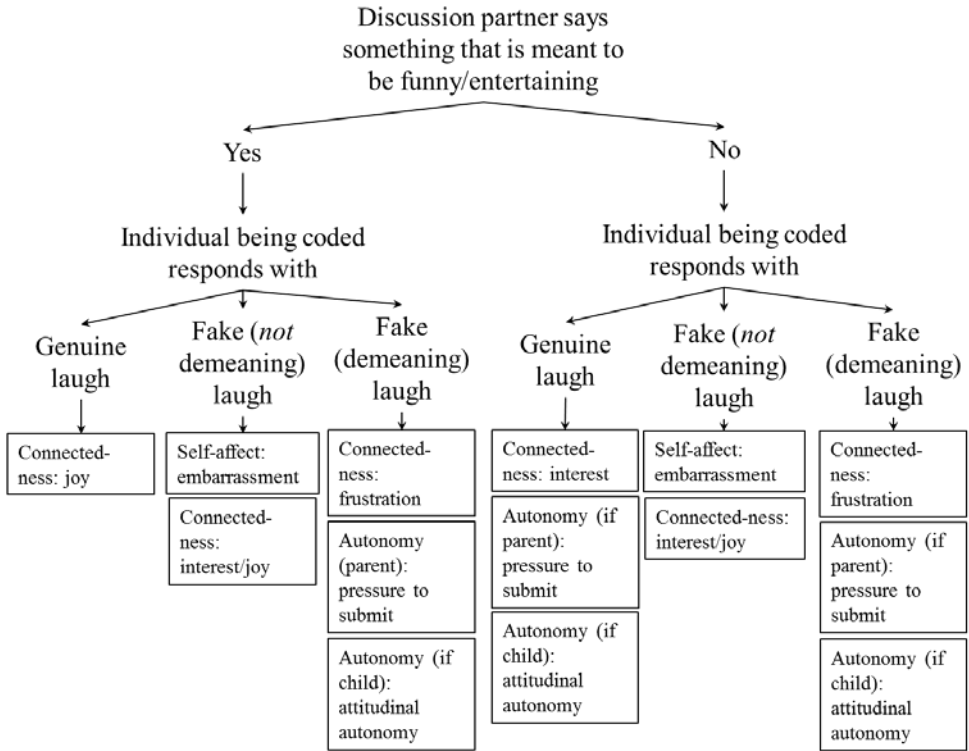 Discussion partner says
something that is meant to
be funny/entertaining
Yes
No
Individual being coded
responds with
Individual being coded
responds with
Genuine
laugh
Fake (not
demeaning)
laugh
Fake
(demeaning)
laugh
Genuine
laugh
Fake (not
demeaning)
laugh
Fake
(demeaning)
laugh
Connected-
ness: joy
Self-affect:
embarrassment
Connected-
ness:
interest/joy
Connected-
ness:
frustration
Autonomy
(parent):
pressure to
submit
Autonomy (if
child):
attitudinal
autonomy
Connected-
ness: interest
Autonomy (if
parent):
pressure to
submit
Autonomy (if
child):
attitudinal
autonomy
Self-affect:
embarrassment
Connected-ness:
interest/joy
Connected-
ness:
frustration
Autonomy (if
parent):
pressure to
submit
Autonomy (if
child):
attitudinal
autonomy